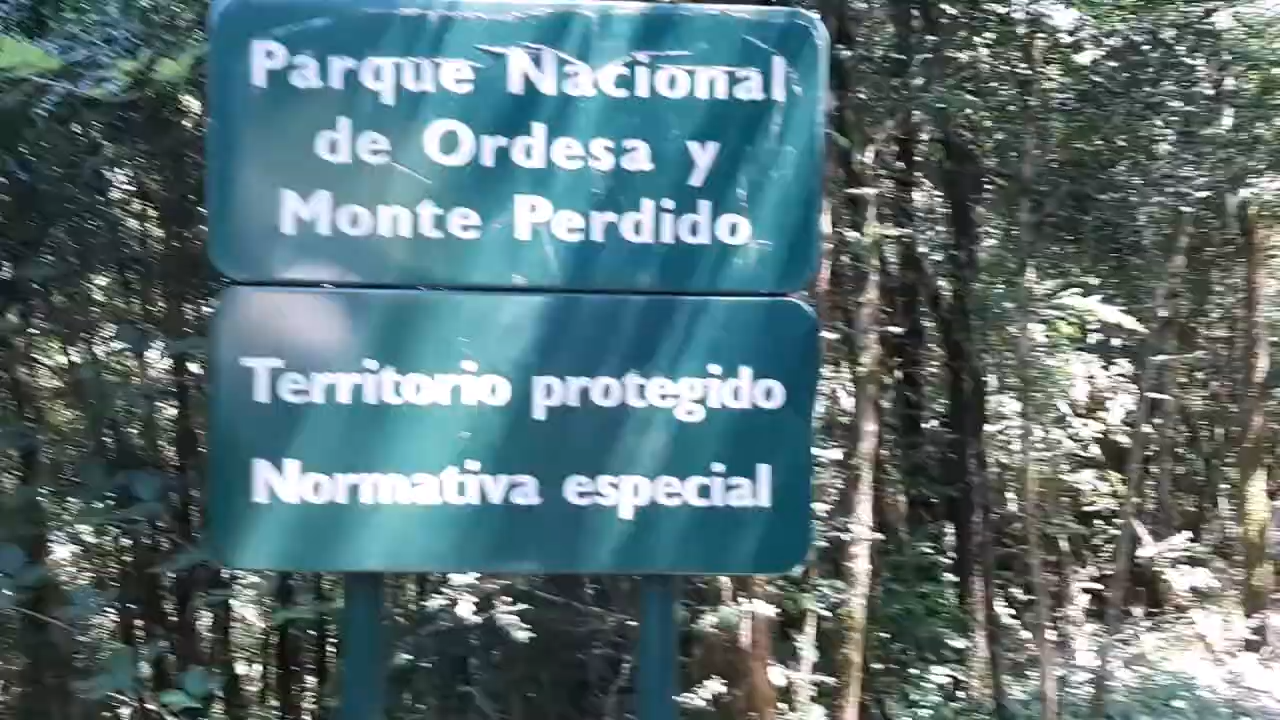 Parque Nacional
de Ordesa y
Monte Perdido
Territorio protegido
Normativa especial